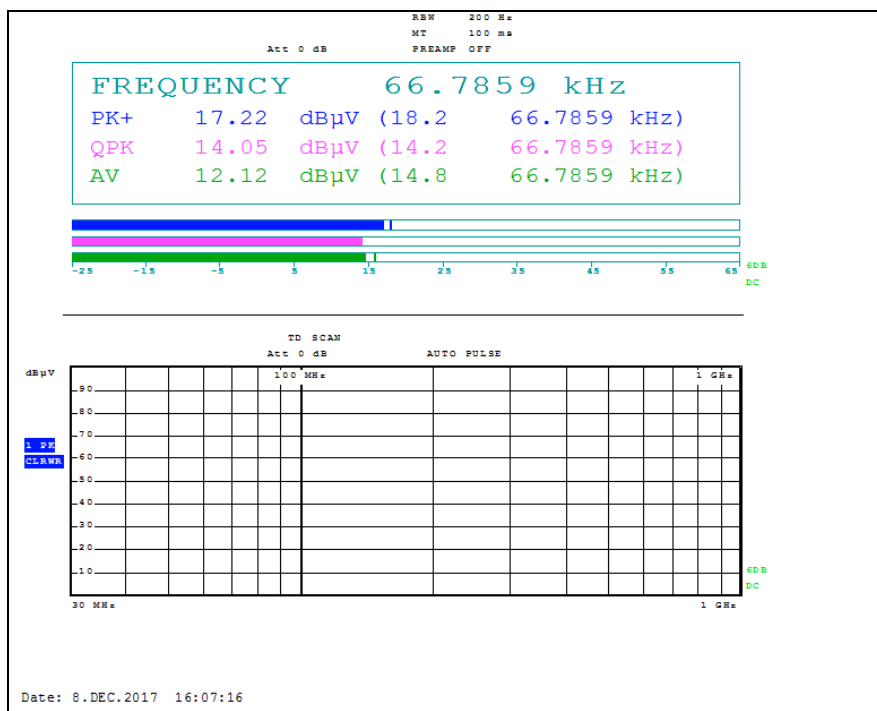 RBW 200 Hz
MT 100 ms
Att 0 dB PREAMP OFF
FREQUENCY 66.7859 kHz
PK+ 17.22 dBµV (18.2 66.7859 kHz)
QPK 14.05 dBµV (14.2 66.7859 kHz)
AV 12.12 dBµV (14.8 66.7859 kHz)
-25 -15 -5 5 15 25 35 45 55 65
6DB
DC
TD SCAN
Att 0 dB AUTO PULSE
dBµV
100 MHz 1 GHz
90
80
70
1 PK
CLRWR
60
50
40
30
20
10
6DB
DC
30 MHz 1 GHz
Date: 8.DEC.2017 16:07:16